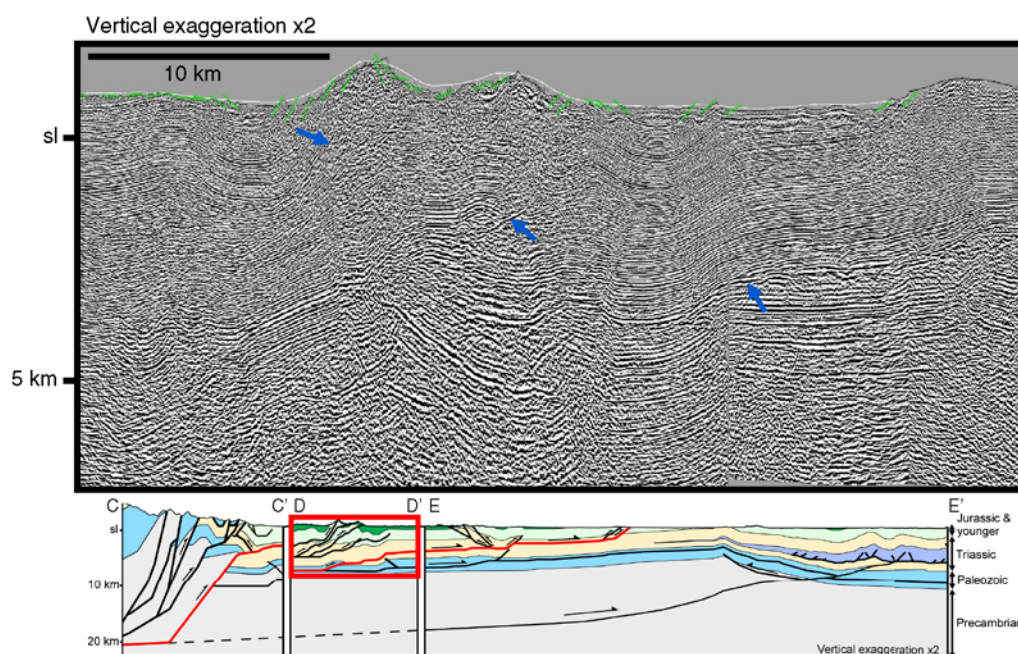 Vertical exaggeration x2
10 km
sl
5 km
C C' D D' E E'
sl
10 km
20 km
Jurassic &
younger
Triassic
Paleozoic
Precambrian
Vertical exaggeration x2